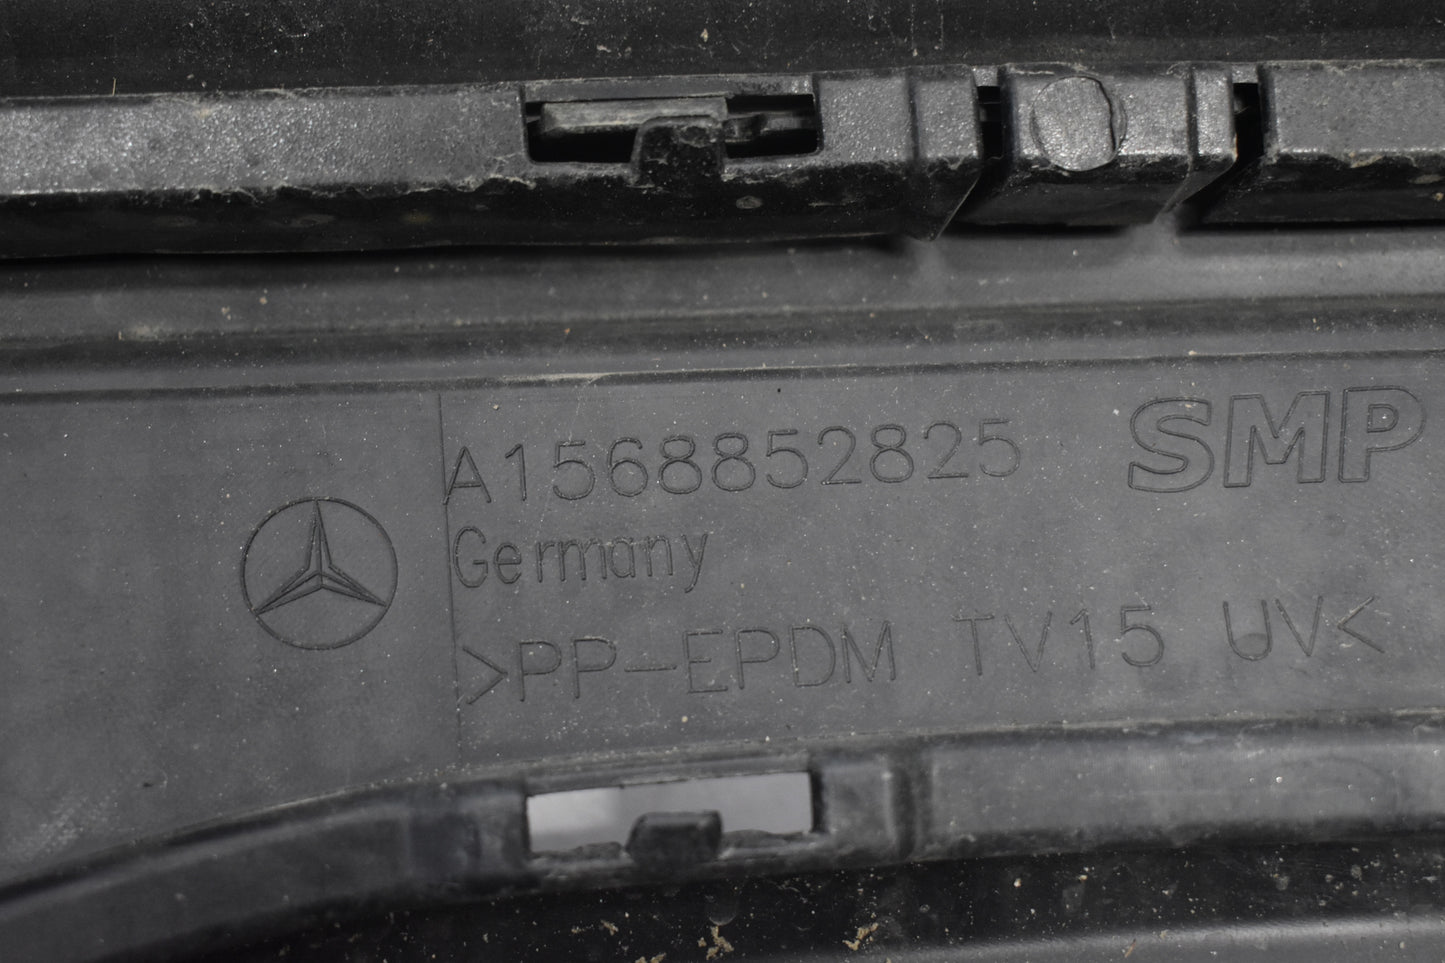 A1568852825 SMP
Germany
>PP-EPDM TV15 UV<